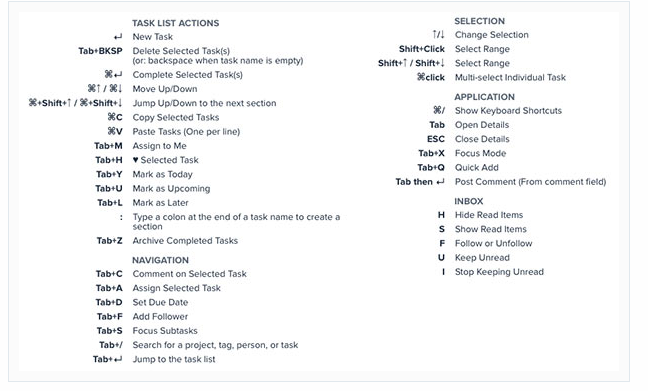 TASK LIST ACTIONS
↵ New Task
Tab+BKSP Delete Selected Task(s)
(or: backspace when task name is empty)
⌘↵ Complete Selected Task(s)
⌘↑ / ⌘↓ Move Up/Down
⌘+Shift+↑ / ⌘+Shift+↓ Jump Up/Down to the next section
⌘C Copy Selected Tasks
⌘V Paste Tasks (One per line)
Tab+M Assign to Me
Tab+H ♥ Selected Task
Tab+Y Mark as Today
Tab+U Mark as Upcoming
Tab+L Mark as Later
: Type a colon at the end of a task name to create a
section
Tab+Z Archive Completed Tasks
NAVIGATION
Tab+C Comment on Selected Task
Tab+A Assign Selected Task
Tab+D Set Due Date
Tab+F Add Follower
Tab+S Focus Subtasks
Tab+/ Search for a project, tag, person, or task
Tab+↵ Jump to the task list
SELECTION
↑/↓ Change Selection
Shift+Click Select Range
Shift+↑ / Shift+↓ Select Range
⌘click Multi-select Individual Task
APPLICATION
⌘/ Show Keyboard Shortcuts
Tab Open Details
ESC Close Details
Tab+X Focus Mode
Tab+Q Quick Add
Tab then ↵ Post Comment (From comment field)
INBOX
H Hide Read Items
S Show Read Items
F Follow or Unfollow
U Keep Unread
I Stop Keeping Unread